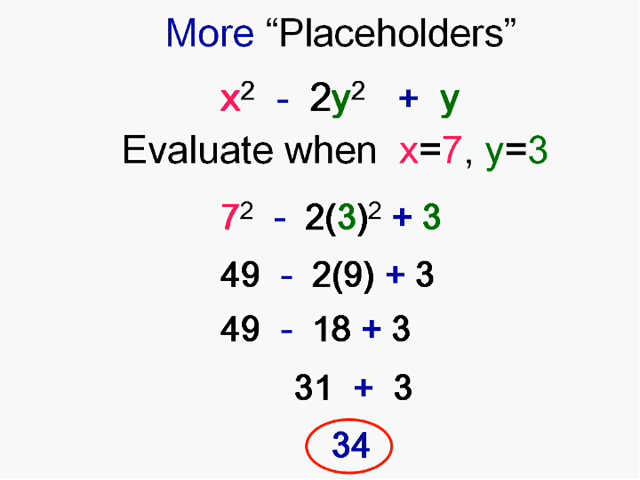 More “Placeholders”
x² - 2y² + y
Evaluate when x=7, y=3
7² - 2(3)² + 3
49 - 2(9) + 3
49 - 18 + 3
31 + 3
34